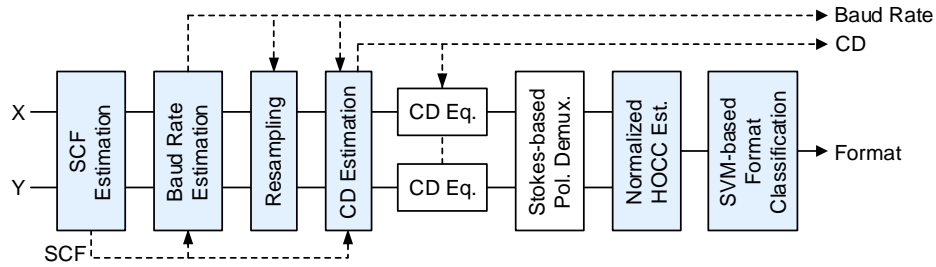 Baud Rate
CD
X
Y
SCF
Estimation
Baud Rate
Estimation
Resampling
CD Estimation
CD Eq.
CD Eq.
Stokes-based
Pol. Demux.
Normalized
HOCC Est.
SVM-based
Format
Classification
Format
SCF